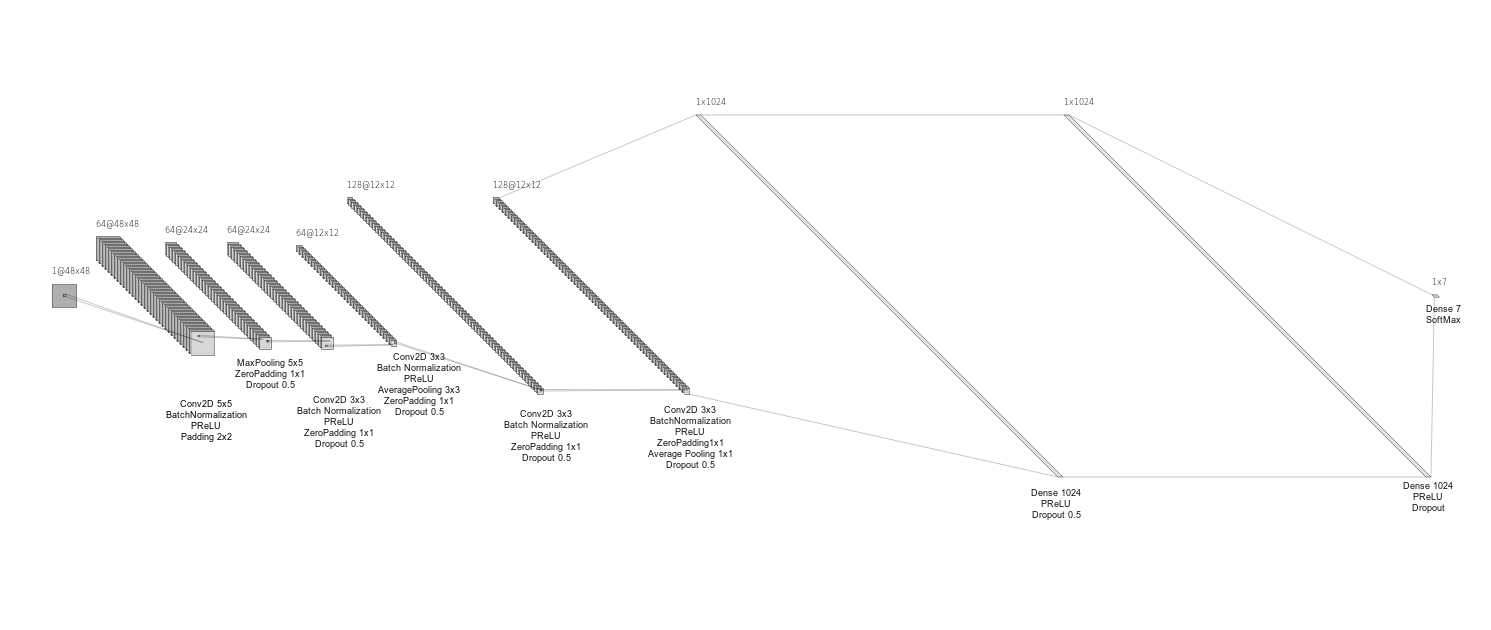 1x1024
1x1024
128@12x12
128@12x12
64@48x48
64@24x24
64@24x24
64@12x12
1@48x48
1x7
Dense 7
SoftMax
MaxPooling 5x5
ZeroPadding 1x1
Dropout 0.5
Conv2D 3x3
Batch Normalization
PReLU
AveragePooling 3x3
ZeroPadding 1x1
Dropout 0.5
Conv2D 5x5
BatchNormalization
PReLU
Padding 2x2
Conv2D 3x3
Batch Normalization
PReLU
ZeroPadding 1x1
Dropout 0.5
Conv2D 3x3
Batch Normalization
PReLU
ZeroPadding 1x1
Dropout 0.5
Conv2D 3x3
BatchNormalization
PReLU
ZeroPadding1x1
Average Pooling 1x1
Dropout 0.5
Dense 1024
PReLU
Dropout 0.5
Dense 1024
PReLU
Dropout